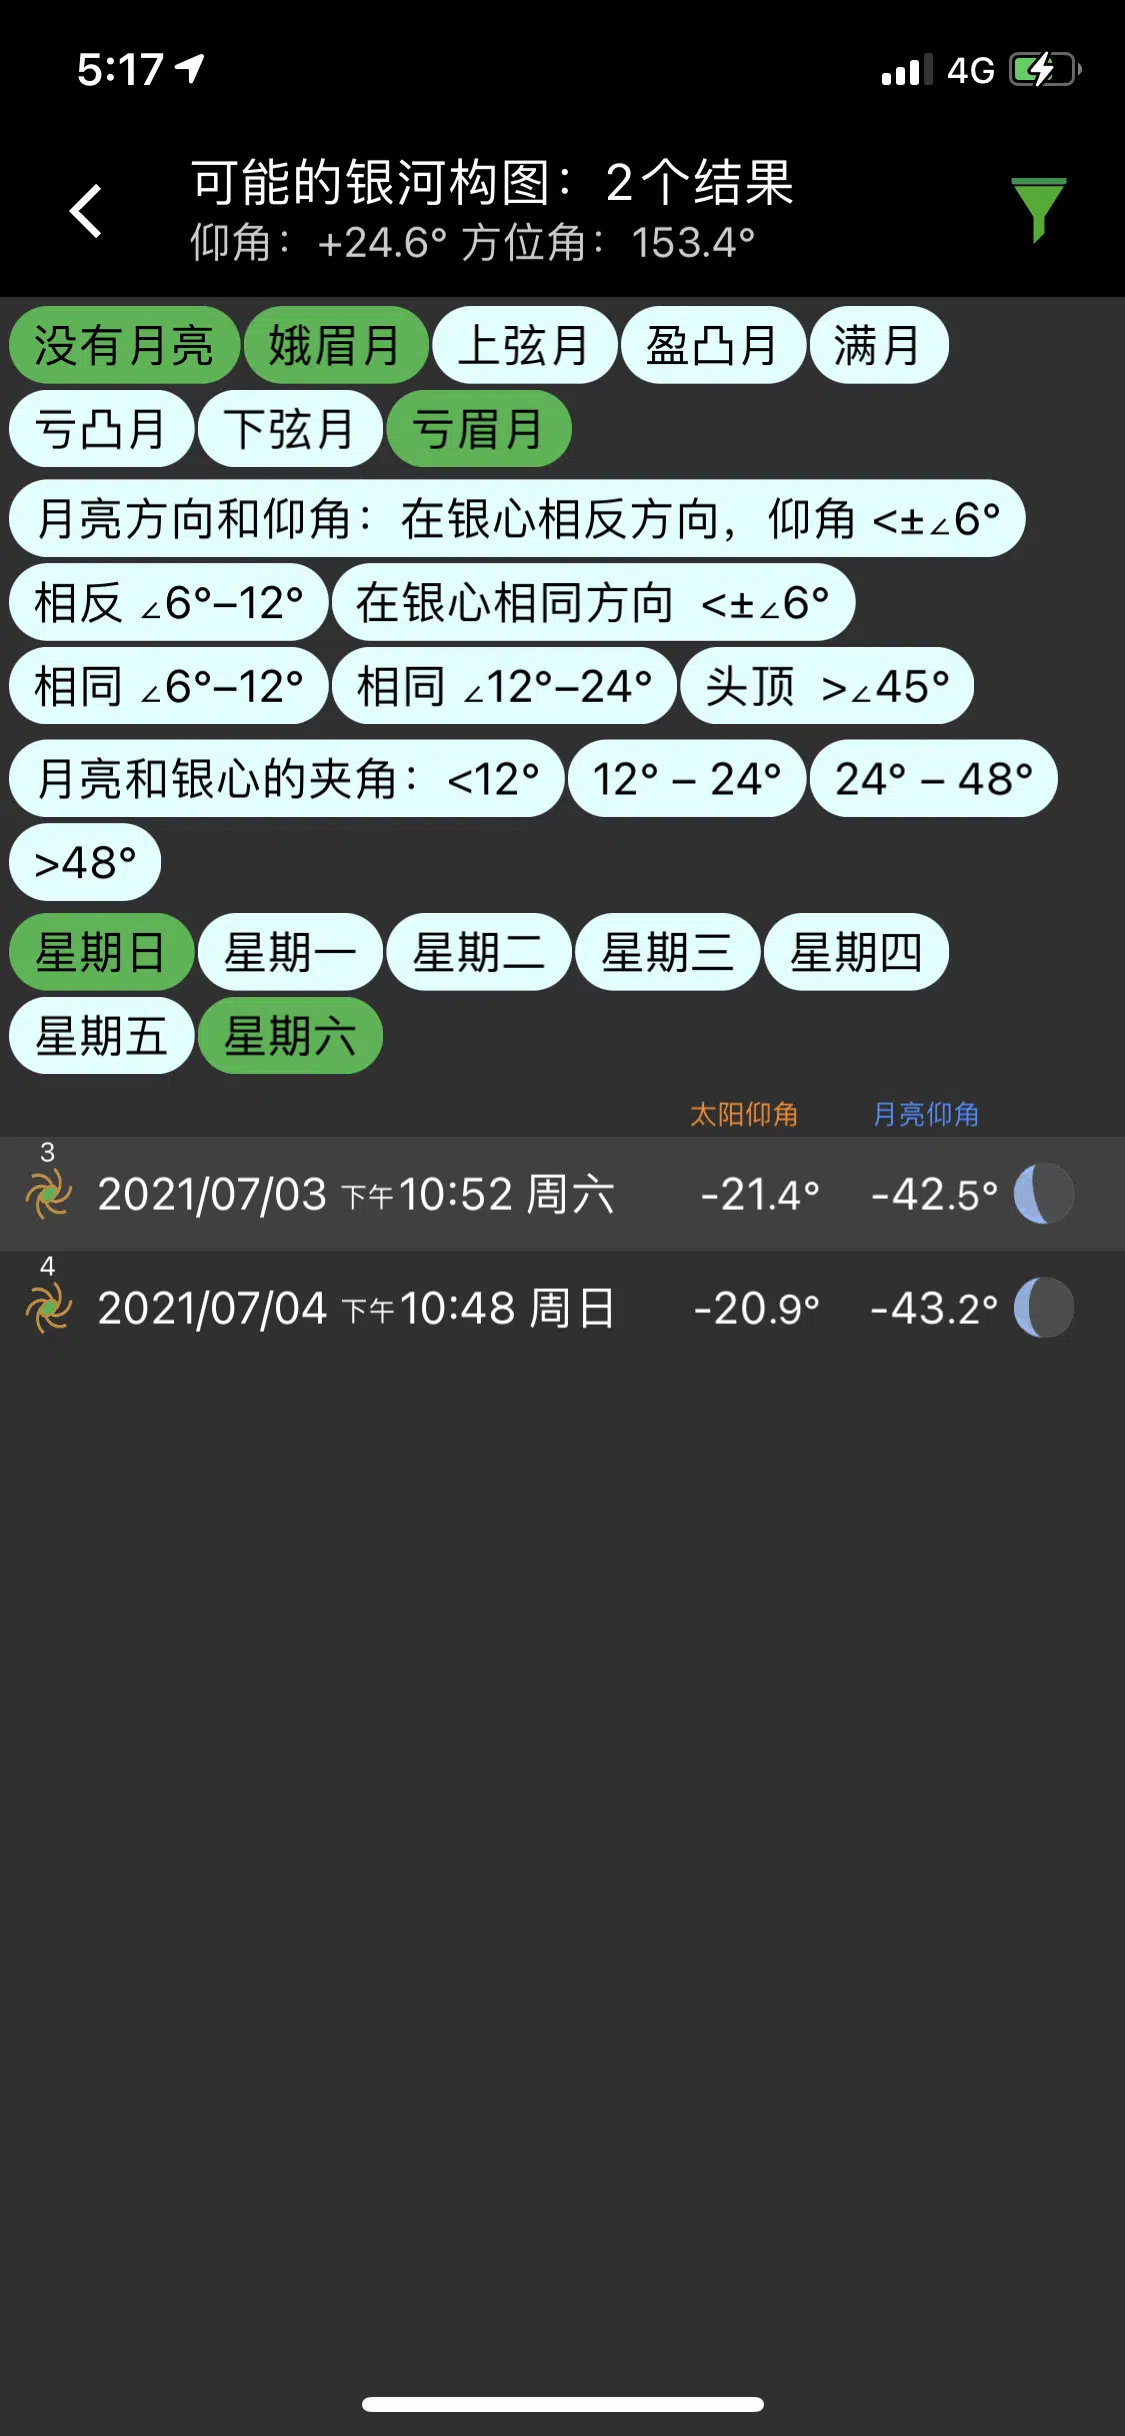 5:17 4G
可能的银河构图：2个结果
仰角：+24.6° 方位角：153.4°
没有月亮 娥眉月 上弦月 盈凸月 满月
亏凸月 下弦月 亏眉月
月亮方向和仰角：在银心相反方向，仰角 <±∠6°
相反 ∠6°–12° 在银心相同方向 <±∠6°
相同 ∠6°–12° 相同 ∠12°–24° 头顶 >∠45°
月亮和银心的夹角：<12° 12° – 24° 24° – 48°
>48°
星期日 星期一 星期二 星期三 星期四
星期五 星期六
太阳仰角 月亮仰角
3
2021/07/03 下午10:52 周六 -21.4° -42.5°
4
2021/07/04 下午10:48 周日 -20.9° -43.2°